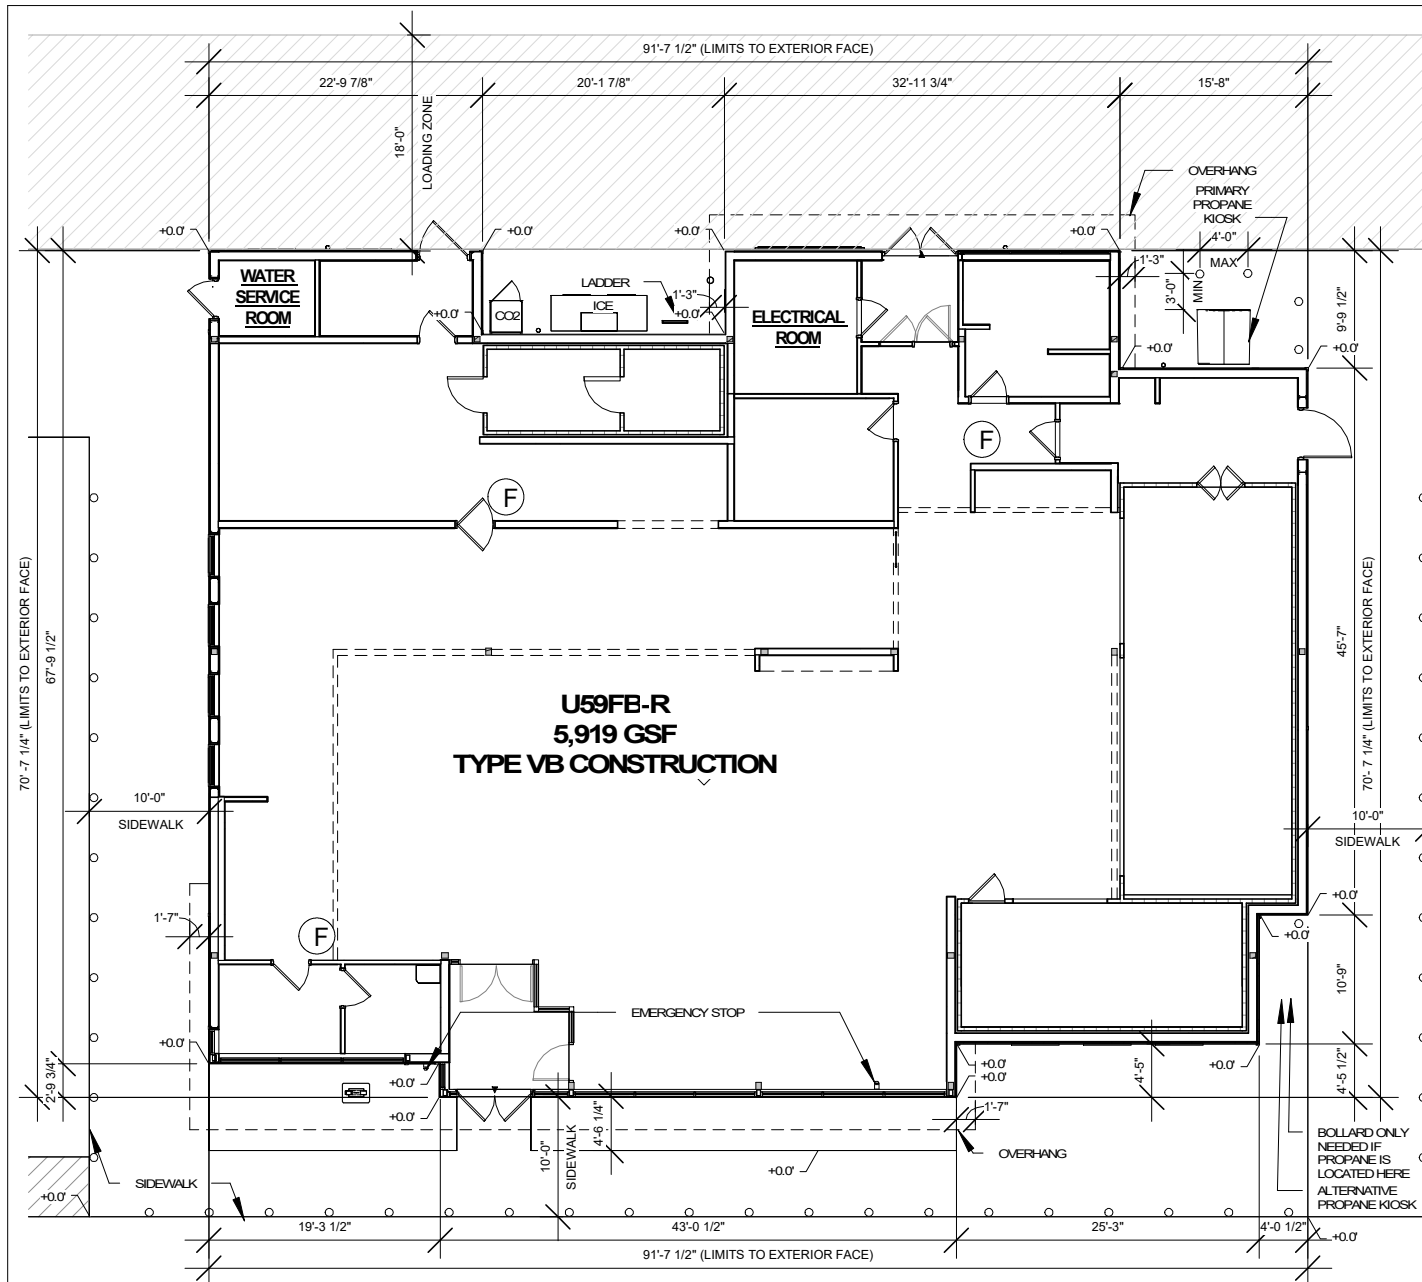 91'-7 1/2" (LIMITS TO EXTERIOR FACE)
22'-9 7/8"
20'-1 7/8"
32'-11 3/4"
15'-8"
18'-0"
LOADING ZONE
OVERHANG
PRIMARY
PROPANE
KIOSK
+0.0'
+0.0'
+0.0'
+0.0'
4'-0"
MAX
1'-3"
3'-0"
MIN
WATER
SERVICE
ROOM
LADDER
ICE
CO2
1'-3"
+0.0'
+0.0'
ELECTRICAL
ROOM
+0.0'
+0.0'
9'-9 1/2"
F
F
70'-7 1/4" (LIMITS TO EXTERIOR FACE)
67'-9 1/2"
45'-7"
70'-7 1/4" (LIMITS TO EXTERIOR FACE)
U59FB-R
5,919 GSF
TYPE VB CONSTRUCTION
10'-0"
SIDEWALK
10'-0"
SIDEWALK
1'-7"
F
+0.0'
+0.0'
10'-9"
EMERGENCY STOP
+0.0'
2'-9 3/4"
+0.0'
+0.0'
+0.0'
+0.0'
4'-5"
+0.0'
4'-5 1/2"
1'-7"
4'-6 1/4"
10'-0"
SIDEWALK
OVERHANG
+0.0'
BOLLARD ONLY
NEEDED IF
PROPANE IS
LOCATED HERE
ALTERNATIVE
PROPANE KIOSK
SIDEWALK
+0.0'
19'-3 1/2"
43'-0 1/2"
25'-3"
4'-0 1/2"
+0.0'
91'-7 1/2" (LIMITS TO EXTERIOR FACE)